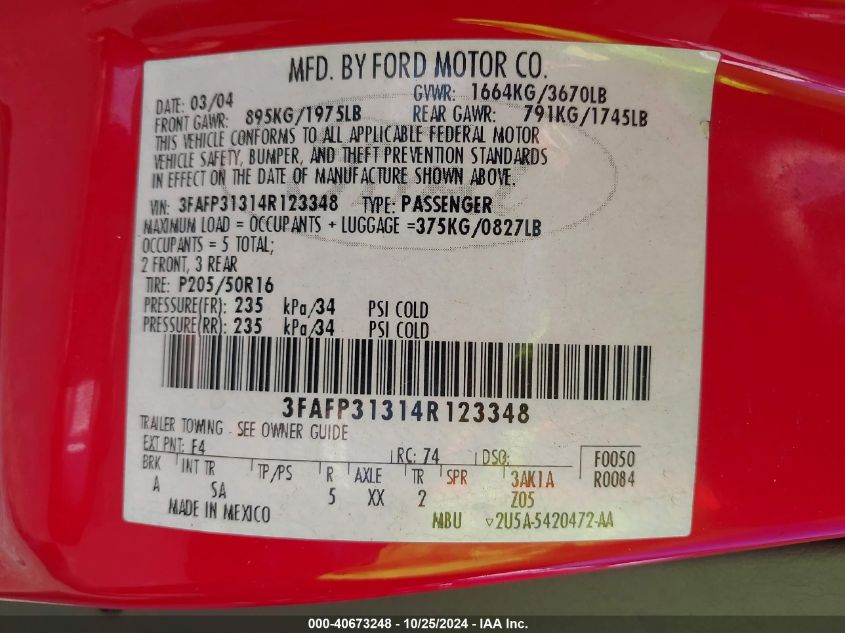 MFD. BY FORD MOTOR CO.
DATE: 03/04 GVWR: 1664KG/3670LB
FRONT GAWR: 895KG/1975LB REAR GAWR: 791KG/1745LB
THIS VEHICLE CONFORMS TO ALL APPLICABLE FEDERAL MOTOR
VEHICLE SAFETY, BUMPER, AND THEFT PREVENTION STANDARDS
IN EFFECT ON THE DATE OF MANUFACTURE SHOWN ABOVE.
VIN: 3FAFP31314R123348 TYPE: PASSENGER
MAXIMUM LOAD = OCCUPANTS + LUGGAGE =375KG/0827LB
OCCUPANTS = 5 TOTAL;
2 FRONT, 3 REAR
TIRE: P205/50R16
PRESSURE(FR): 235 kPa/34 PSI COLD
PRESSURE(RR): 235 kPa/34 PSI COLD
3FAFP31314R123348
TRAILER TOWING - SEE OWNER GUIDE
EXT PNT: F4 RC: 74 DSO: F0050
BRK INT TR TP/PS R AXLE TR SPR 3AK1A R0084
A SA 5 XX 2 Z05
MADE IN MEXICO MBU ▽2U5A-5420472-AA
000-40673248 - 10/25/2024 - IAA Inc.